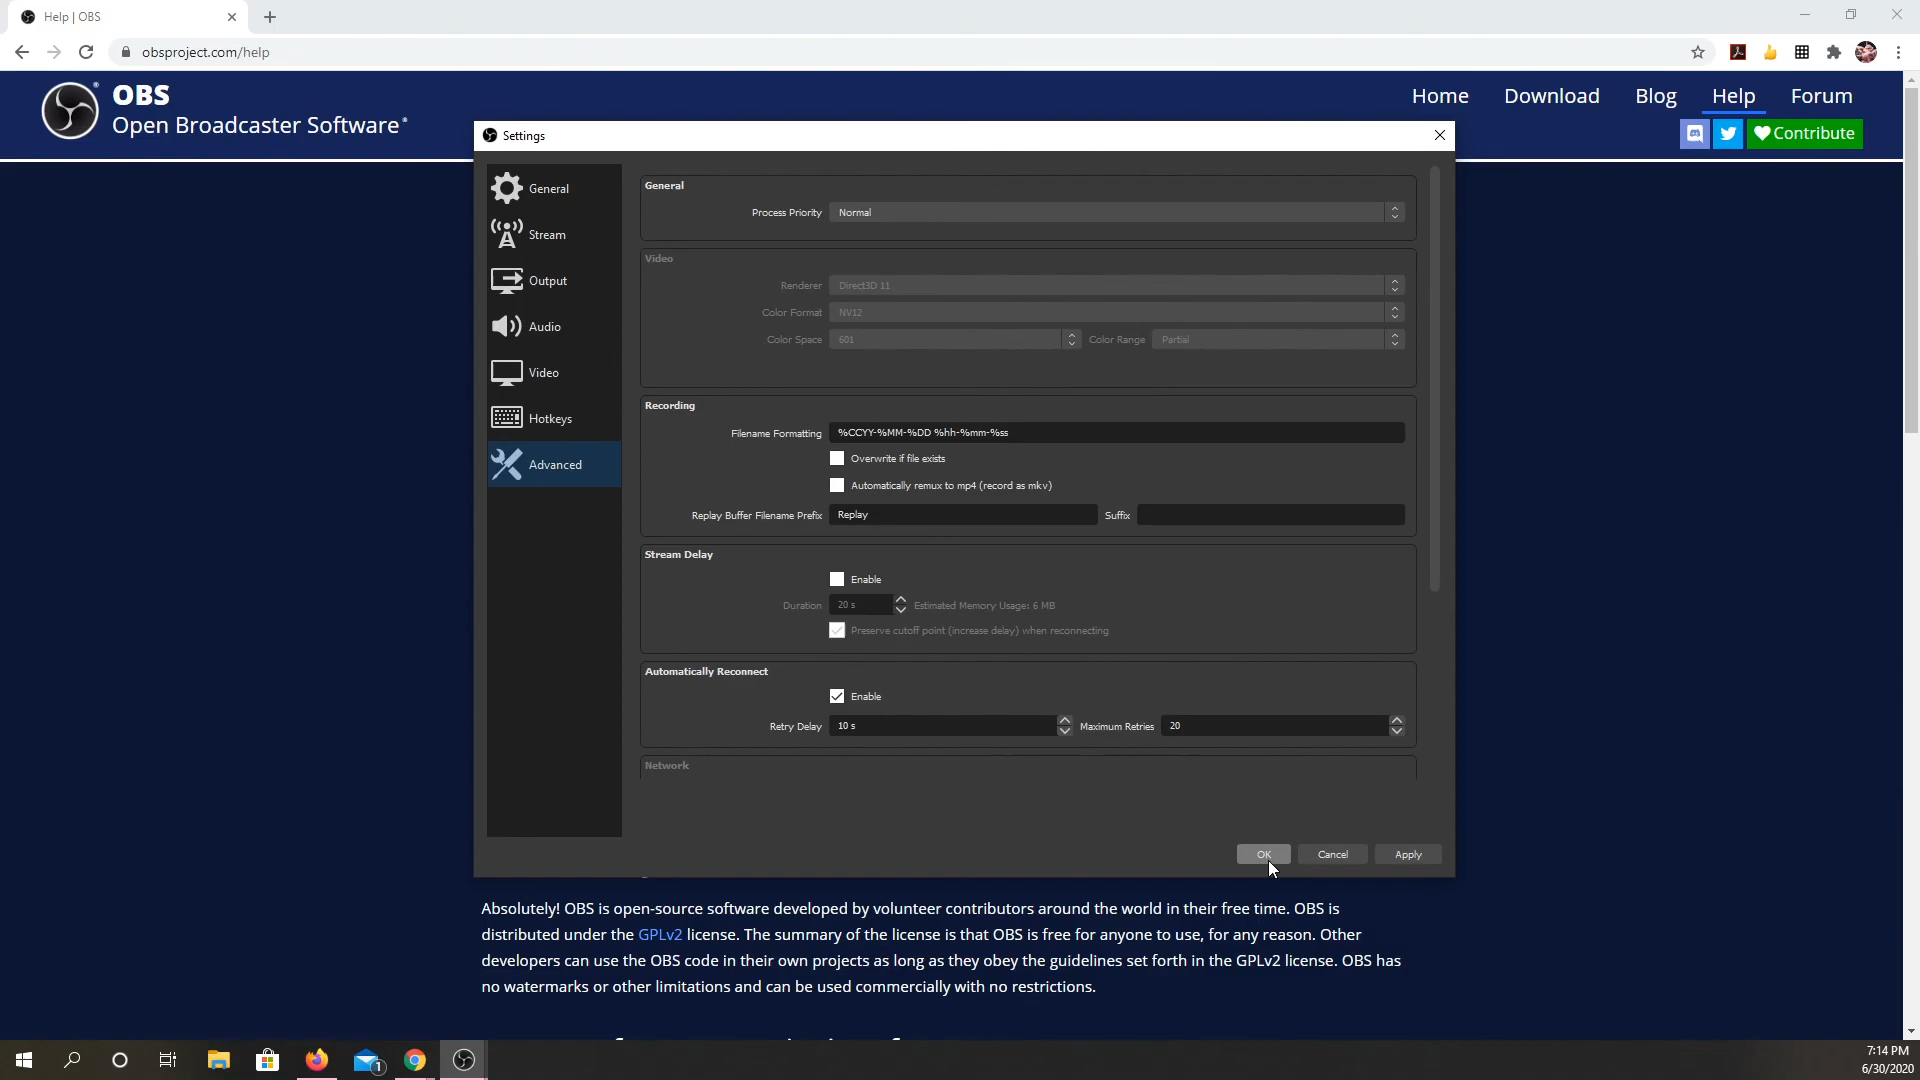 Help | OBS
obsproject.com/help
OBS
Open Broadcaster Software®
Home Download Blog Help Forum
Contribute
Settings
General
Stream
Output
Audio
Video
Hotkeys
Advanced
General
Process Priority Normal
Video
Renderer Direct3D 11
Color Format NV12
Color Space 601 Color Range Partial
Recording
Filename Formatting %CCYY-%MM-%DD %hh-%mm-%ss
Overwrite if file exists
Automatically remux to mp4 (record as mkv)
Replay Buffer Filename Prefix Replay Suffix
Stream Delay
Enable
Duration 20 s Estimated Memory Usage: 6 MB
Preserve cutoff point (increase delay) when reconnecting
Automatically Reconnect
Enable
Retry Delay 10 s Maximum Retries 20
Network
OK Cancel Apply
Absolutely! OBS is open-source software developed by volunteer contributors around the world in their free time. OBS is
distributed under the GPLv2 license. The summary of the license is that OBS is free for anyone to use, for any reason. Other
developers can use the OBS code in their own projects as long as they obey the guidelines set forth in the GPLv2 license. OBS has
no watermarks or other limitations and can be used commercially with no restrictions.
1
7:14 PM
6/30/2020